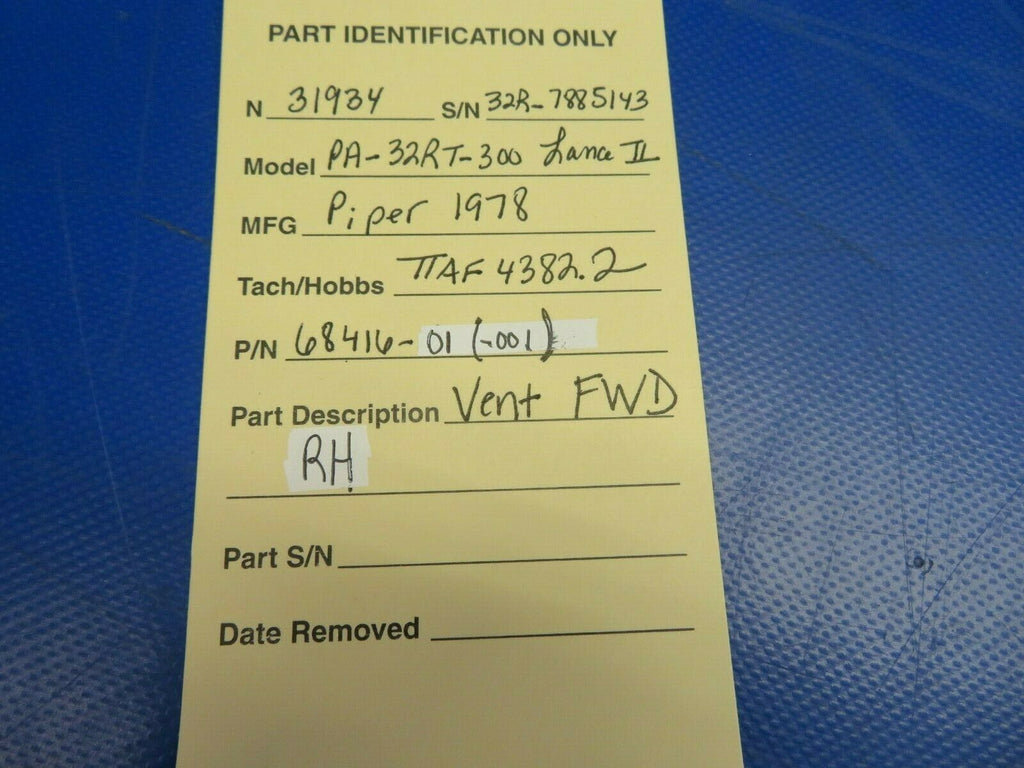 PART IDENTIFICATION ONLY
N 31934 S/N 32R-7885143
Model PA-32RT-300 Lance II
MFG Piper 1978
Tach/Hobbs TTAF 4382.2
P/N 68416-01 (-001)
Part Description Vent FWD
RH
Part S/N
Date Removed